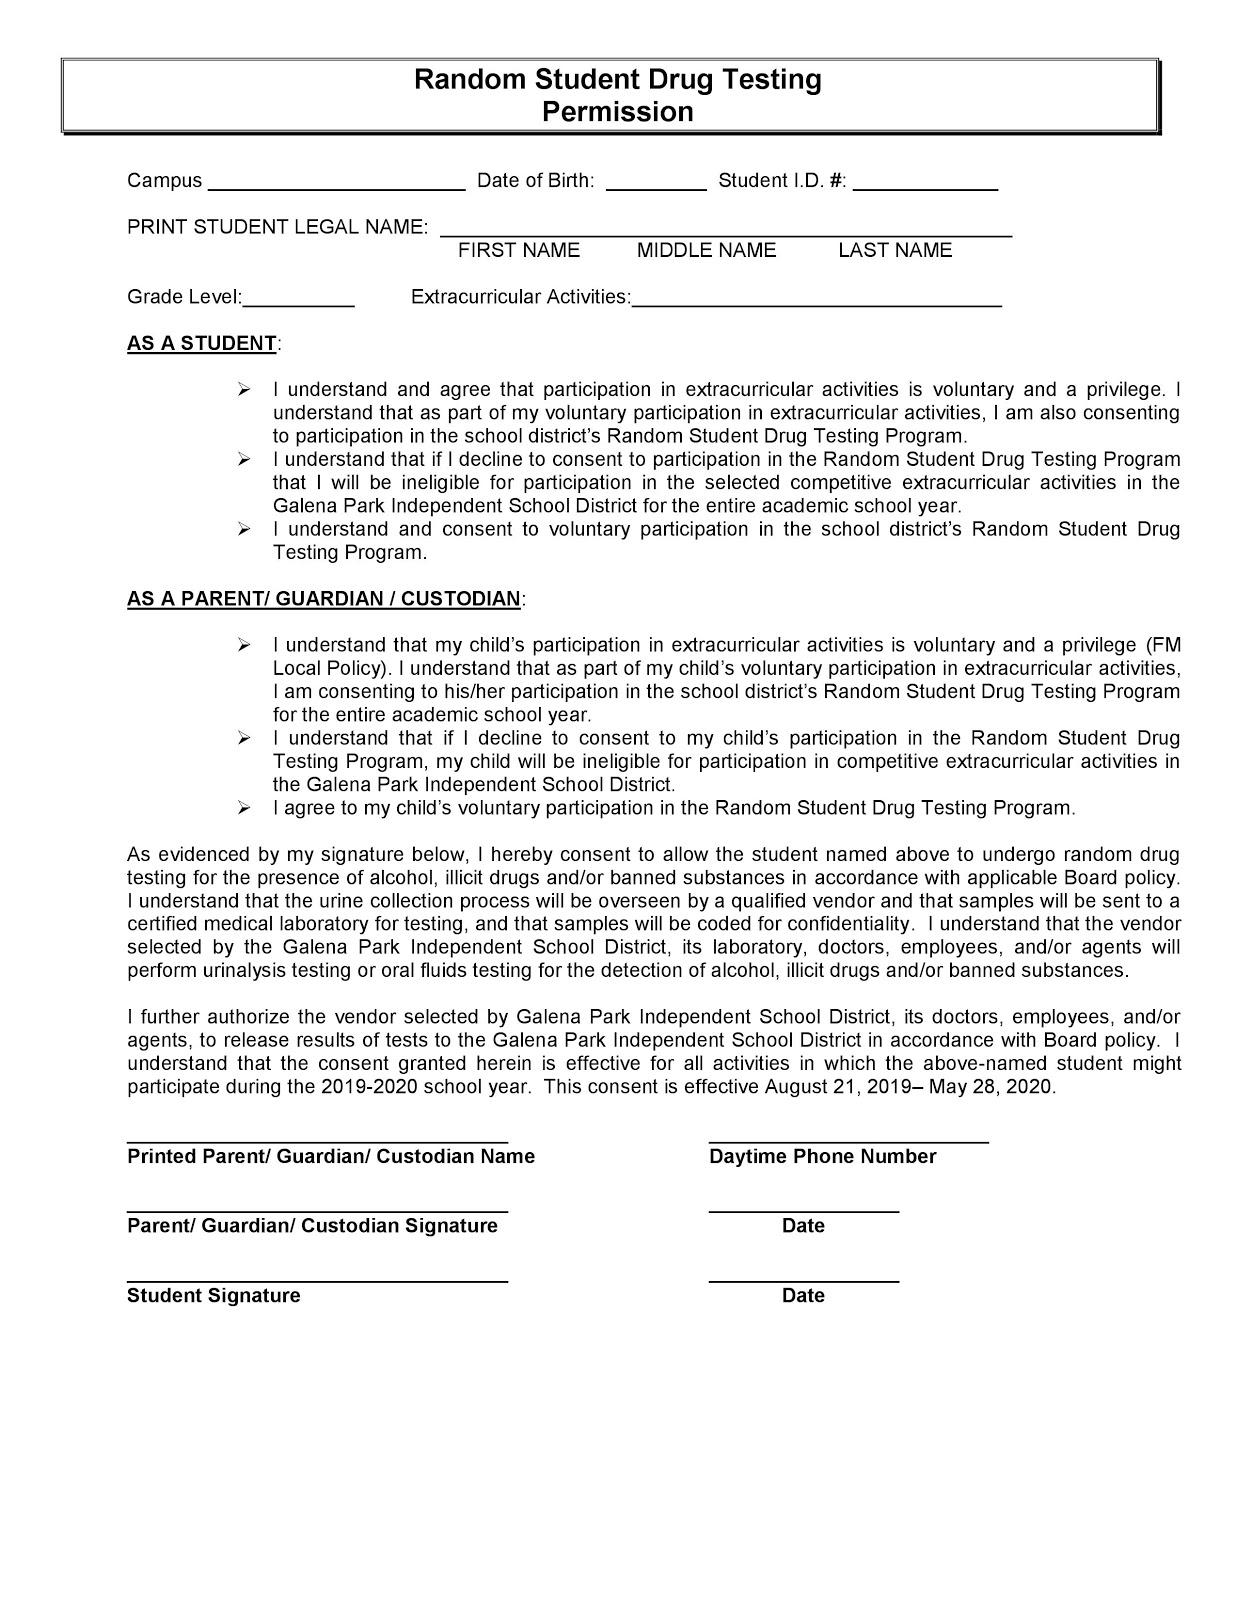 Random Student Drug Testing
Permission
Campus Date of Birth: Student I.D. #:
PRINT STUDENT LEGAL NAME:
FIRST NAME MIDDLE NAME LAST NAME
Grade Level: Extracurricular Activities:
AS A STUDENT:
➢ I understand and agree that participation in extracurricular activities is voluntary and a privilege. I
understand that as part of my voluntary participation in extracurricular activities, I am also consenting
to participation in the school district's Random Student Drug Testing Program.
➢ I understand that if I decline to consent to participation in the Random Student Drug Testing Program
that I will be ineligible for participation in the selected competitive extracurricular activities in the
Galena Park Independent School District for the entire academic school year.
➢ I understand and consent to voluntary participation in the school district's Random Student Drug
Testing Program.
AS A PARENT/ GUARDIAN / CUSTODIAN:
➢ I understand that my child's participation in extracurricular activities is voluntary and a privilege (FM
Local Policy). I understand that as part of my child's voluntary participation in extracurricular activities,
I am consenting to his/her participation in the school district's Random Student Drug Testing Program
for the entire academic school year.
➢ I understand that if I decline to consent to my child's participation in the Random Student Drug
Testing Program, my child will be ineligible for participation in competitive extracurricular activities in
the Galena Park Independent School District.
➢ I agree to my child's voluntary participation in the Random Student Drug Testing Program.
As evidenced by my signature below, I hereby consent to allow the student named above to undergo random drug
testing for the presence of alcohol, illicit drugs and/or banned substances in accordance with applicable Board policy.
I understand that the urine collection process will be overseen by a qualified vendor and that samples will be sent to a
certified medical laboratory for testing, and that samples will be coded for confidentiality. I understand that the vendor
selected by the Galena Park Independent School District, its laboratory, doctors, employees, and/or agents will
perform urinalysis testing or oral fluids testing for the detection of alcohol, illicit drugs and/or banned substances.
I further authorize the vendor selected by Galena Park Independent School District, its doctors, employees, and/or
agents, to release results of tests to the Galena Park Independent School District in accordance with Board policy. I
understand that the consent granted herein is effective for all activities in which the above-named student might
participate during the 2019-2020 school year. This consent is effective August 21, 2019– May 28, 2020.
Printed Parent/ Guardian/ Custodian Name Daytime Phone Number
Parent/ Guardian/ Custodian Signature Date
Student Signature Date